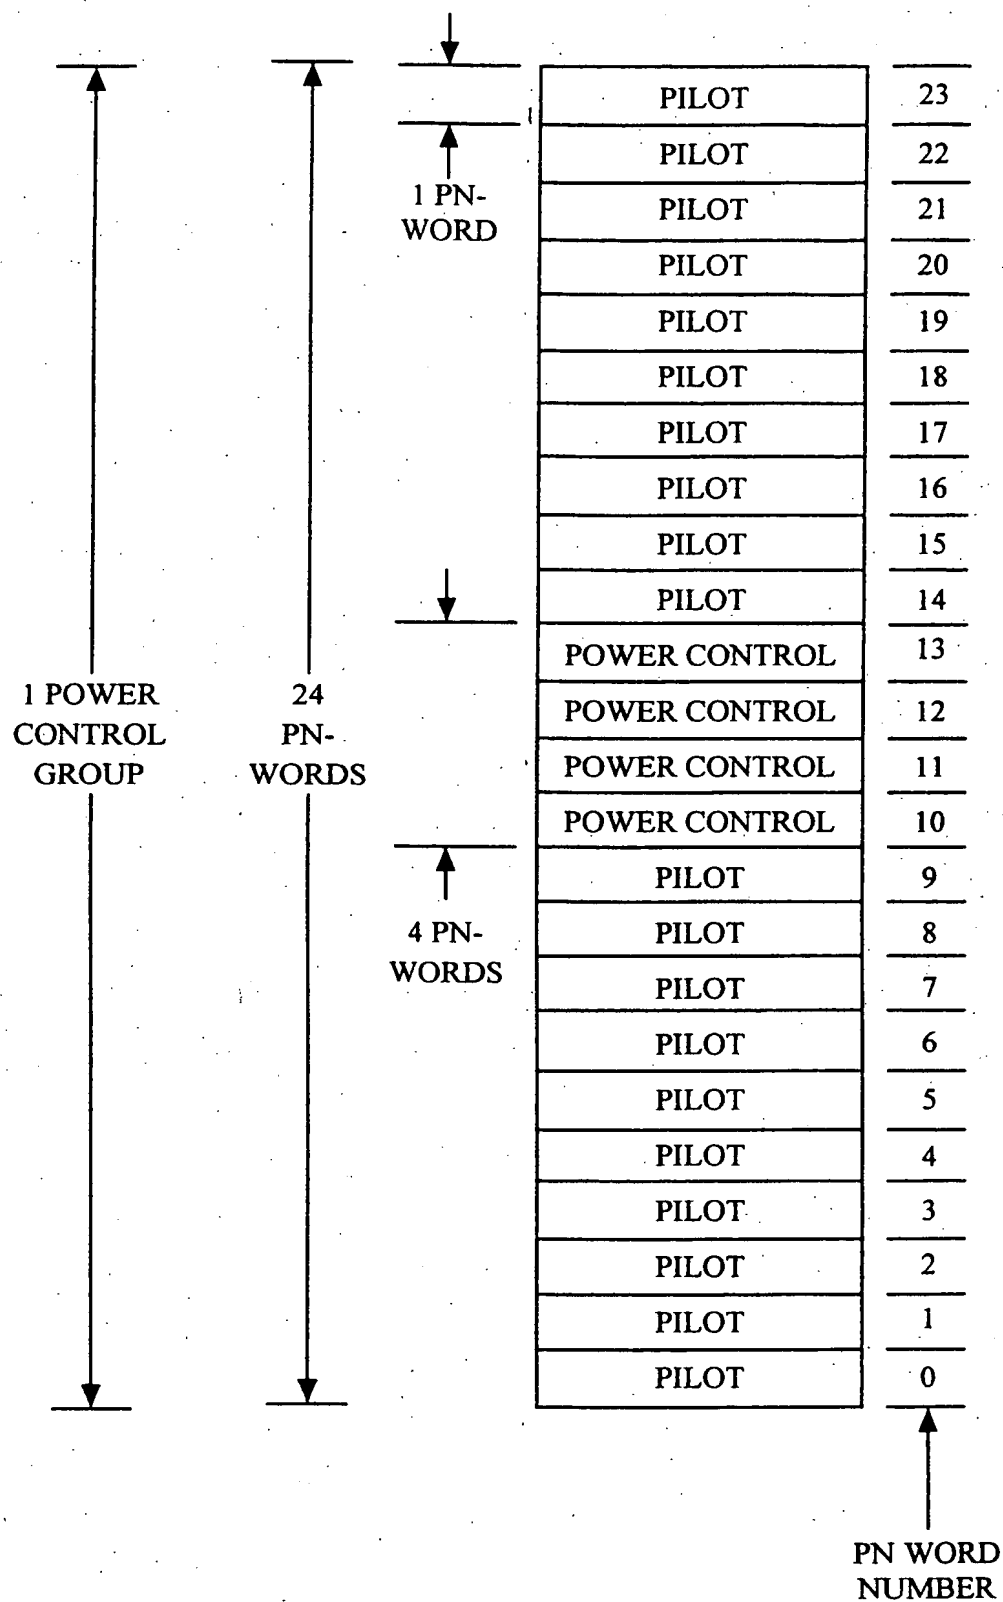 PILOT 23
PILOT 22
1 PN-
WORD
PILOT 21
PILOT 20
PILOT 19
PILOT 18
PILOT 17
PILOT 16
PILOT 15
PILOT 14
POWER CONTROL 13
1 POWER
CONTROL
GROUP
24
PN-
WORDS
POWER CONTROL 12
POWER CONTROL 11
POWER CONTROL 10
PILOT 9
4 PN-
WORDS
PILOT 8
PILOT 7
PILOT 6
PILOT 5
PILOT 4
PILOT 3
PILOT 2
PILOT 1
PILOT 0
PN WORD
NUMBER